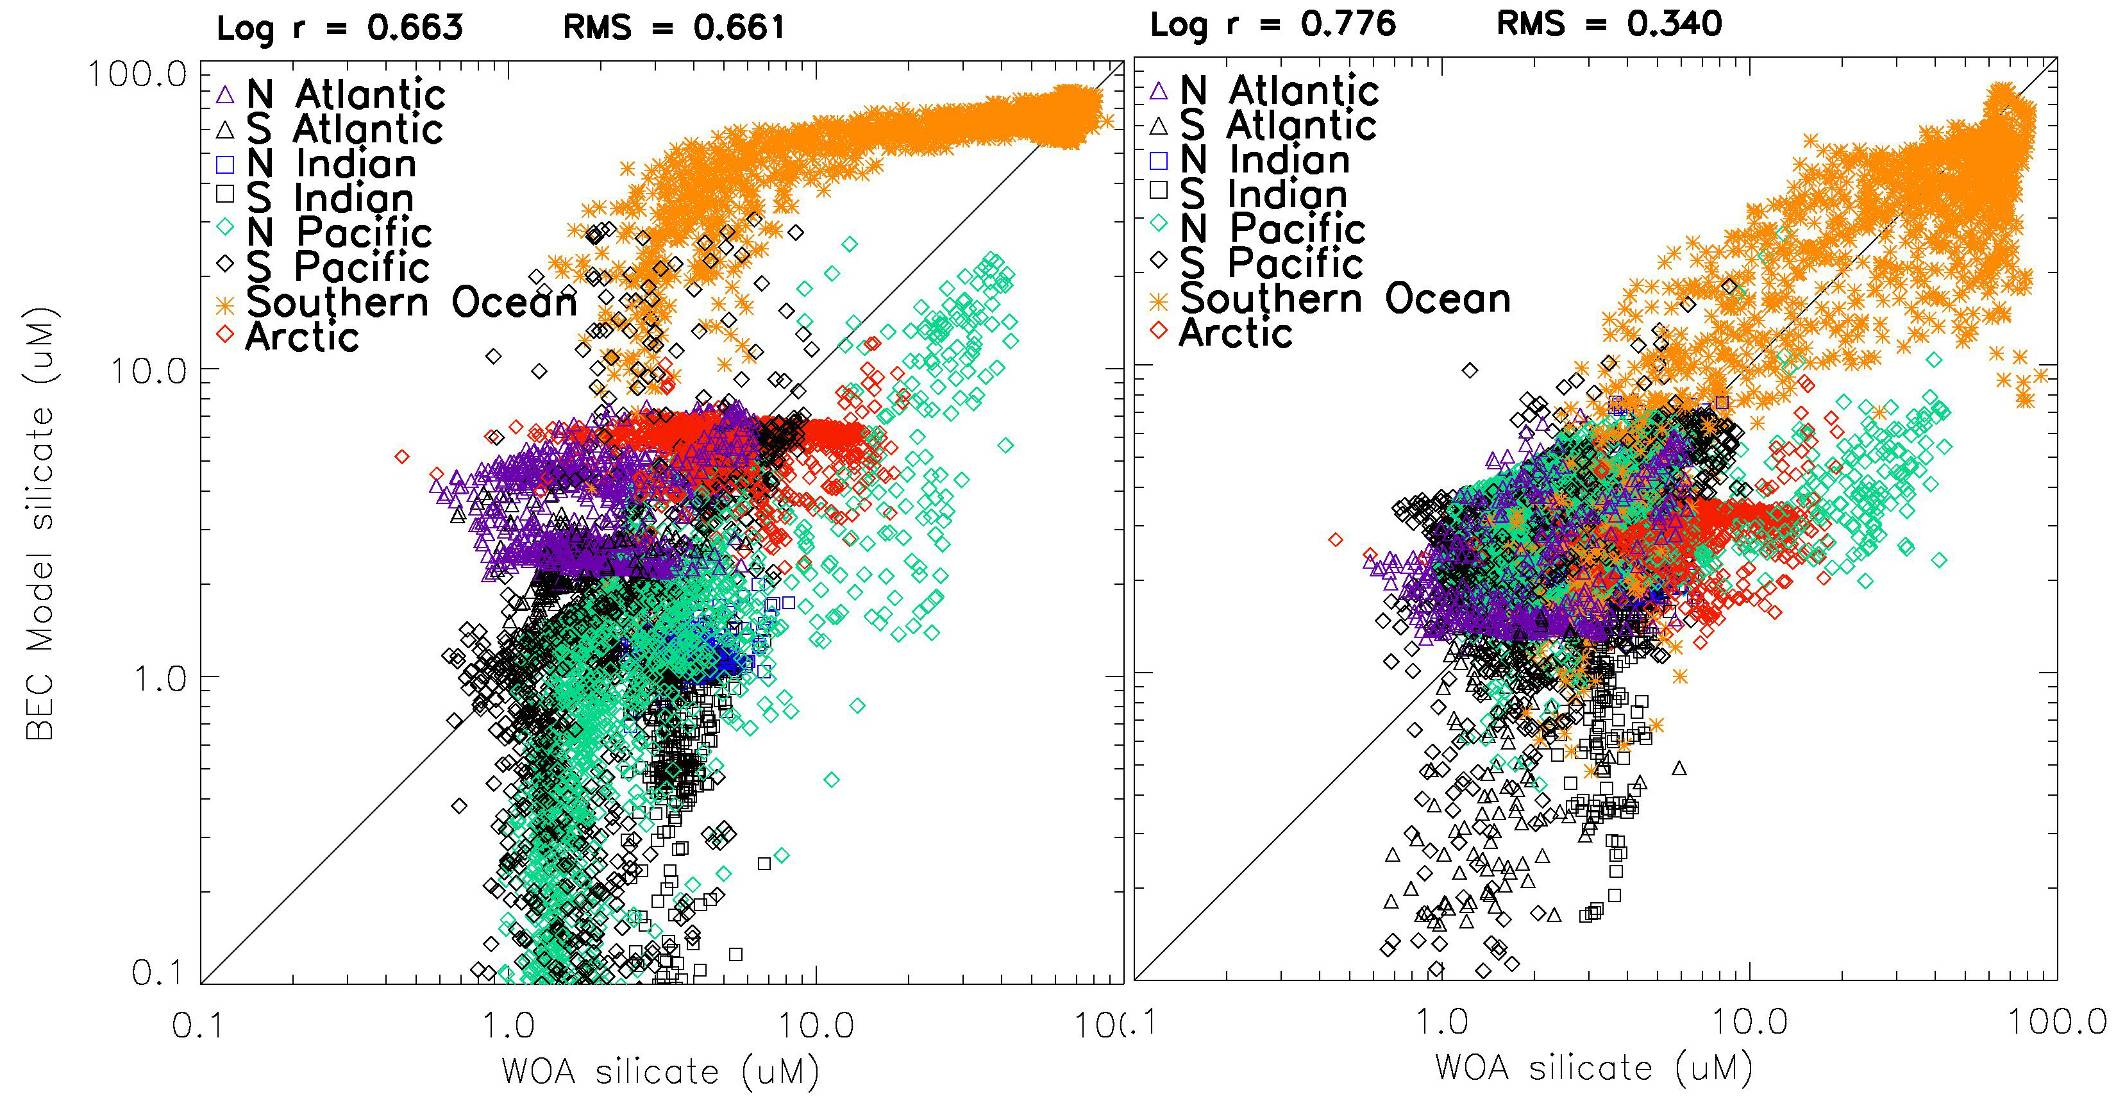 Log r = 0.663 RMS = 0.661
100.0
10.0
1.0
0.1
BEC Model silicate (uM)
N Atlantic
S Atlantic
N Indian
S Indian
N Pacific
S Pacific
Southern Ocean
Arctic
0.1 1.0 10.0
WOA silicate (uM)
Log r = 0.776 RMS = 0.340
N Atlantic
S Atlantic
N Indian
S Indian
N Pacific
S Pacific
Southern Ocean
Arctic
1.0 10.0 100.0
WOA silicate (uM)